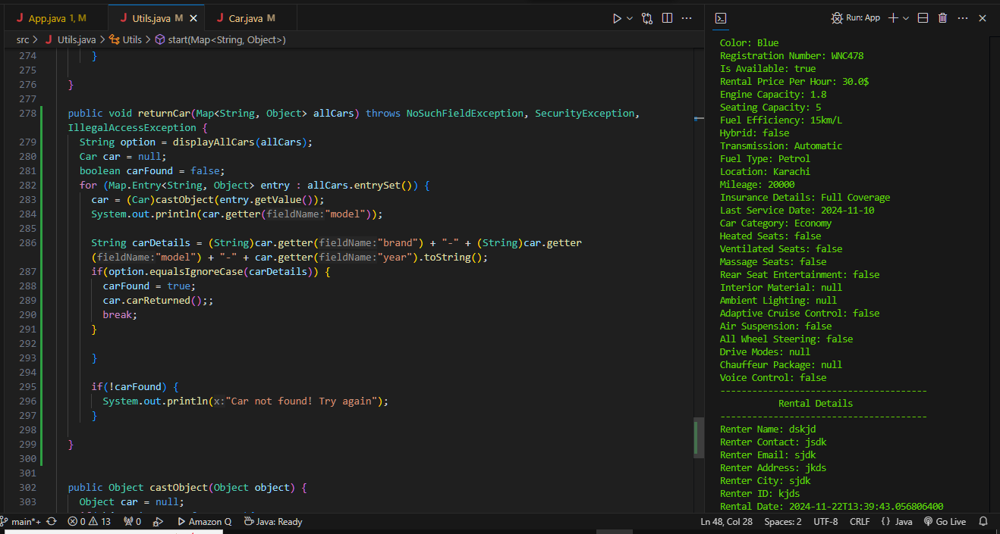 App.java 1, M
Utils.java M
Car.java M
Run: App
src > Utils.java > Utils > start(Map<String, Object>)
274 }
275
276 }
277
278 public void returnCar(Map<String, Object> allCars) throws NoSuchFieldException, SecurityException,
IllegalAccessException {
279 String option = displayAllCars(allCars);
280 Car car = null;
281 boolean carFound = false;
282 for (Map.Entry<String, Object> entry : allCars.entrySet()) {
283 car = (Car)castObject(entry.getValue());
284 System.out.println(car.getter(fieldName:"model"));
285
286 String carDetails = (String)car.getter(fieldName:"brand") + "-" + (String)car.getter
(fieldName:"model") + "-" + car.getter(fieldName:"year").toString();
287 if(option.equalsIgnoreCase(carDetails)) {
288 carFound = true;
289 car.carReturned();;
290 break;
291 }
292
293 }
294
295 if(!carFound) {
296 System.out.println(x:"Car not found! Try again");
297 }
298
299 }
300
301
302 public Object castObject(Object object) {
303 Object car = null;
Color: Blue
Registration Number: WNC478
Is Available: true
Rental Price Per Hour: 30.0$
Engine Capacity: 1.8
Seating Capacity: 5
Fuel Efficiency: 15km/L
Hybrid: false
Transmission: Automatic
Fuel Type: Petrol
Location: Karachi
Mileage: 20000
Insurance Details: Full Coverage
Last Service Date: 2024-11-10
Car Category: Economy
Heated Seats: false
Ventilated Seats: false
Massage Seats: false
Rear Seat Entertainment: false
Interior Material: null
Ambient Lighting: null
Adaptive Cruise Control: false
Air Suspension: false
All Wheel Steering: false
Drive Modes: null
Chauffeur Package: null
Voice Control: false
---------------------------------------
Rental Details
---------------------------------------
Renter Name: dskjd
Renter Contact: jsdk
Renter Email: sjdk
Renter Address: jkds
Renter City: sjdk
Renter ID: kjds
Rental Date: 2024-11-22T13:39:43.056806400
main*+ 0 13 0 Amazon Q Java: Ready Ln 48, Col 28 Spaces: 2 UTF-8 CRLF {} Java Go Live